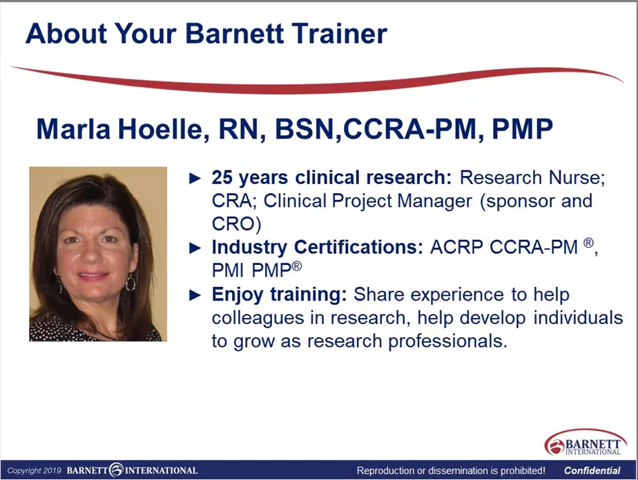 About Your Barnett Trainer
Marla Hoelle, RN, BSN,CCRA-PM, PMP
► 25 years clinical research: Research Nurse;
CRA; Clinical Project Manager (sponsor and
CRO)
► Industry Certifications: ACRP CCRA-PM ®,
PMI PMP®
► Enjoy training: Share experience to help
colleagues in research, help develop individuals
to grow as research professionals.
BARNETT
INTERNATIONAL
Copyright 2019 BARNETT INTERNATIONAL Reproduction or dissemination is prohibited! Confidential